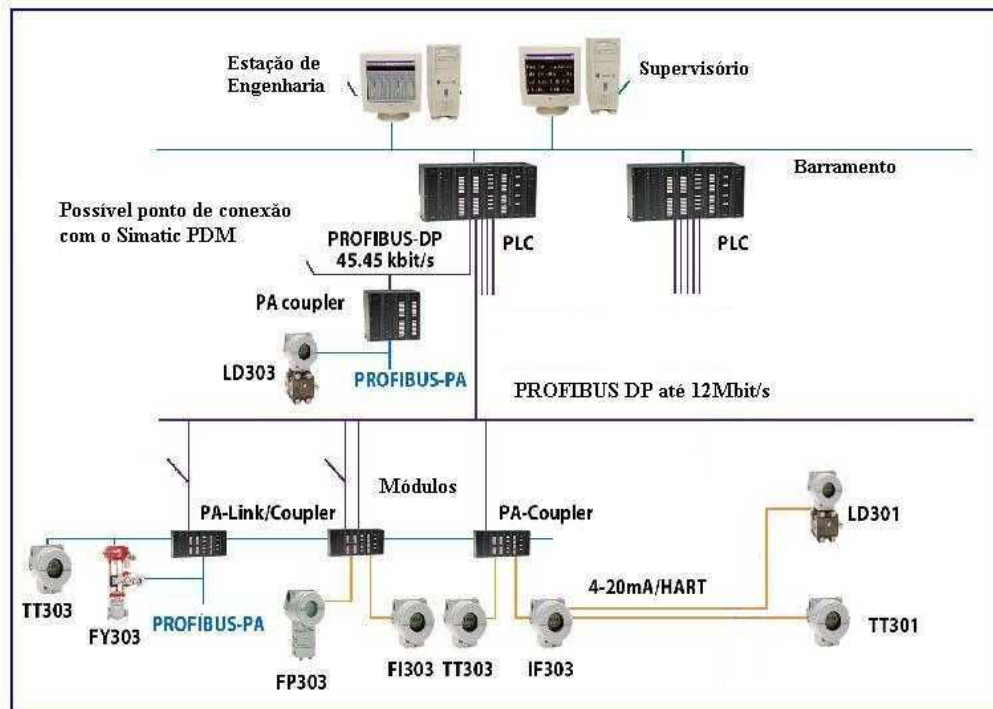 Estação de
Engenharia
Supervisório
Barramento
Possível ponto de conexão
com o Simatic PDM
PROFIBUS-DP
45.45 kbit/s
PLC
PLC
PA coupler
LD303
PROFIBUS-PA
PROFIBUS DP até 12Mbit/s
Módulos
PA-Link/Coupler
PA-Coupler
LD301
4-20mA/HART
TT303
FY303
PROFIBUS-PA
FP303
FI303
TT303
IF303
TT301